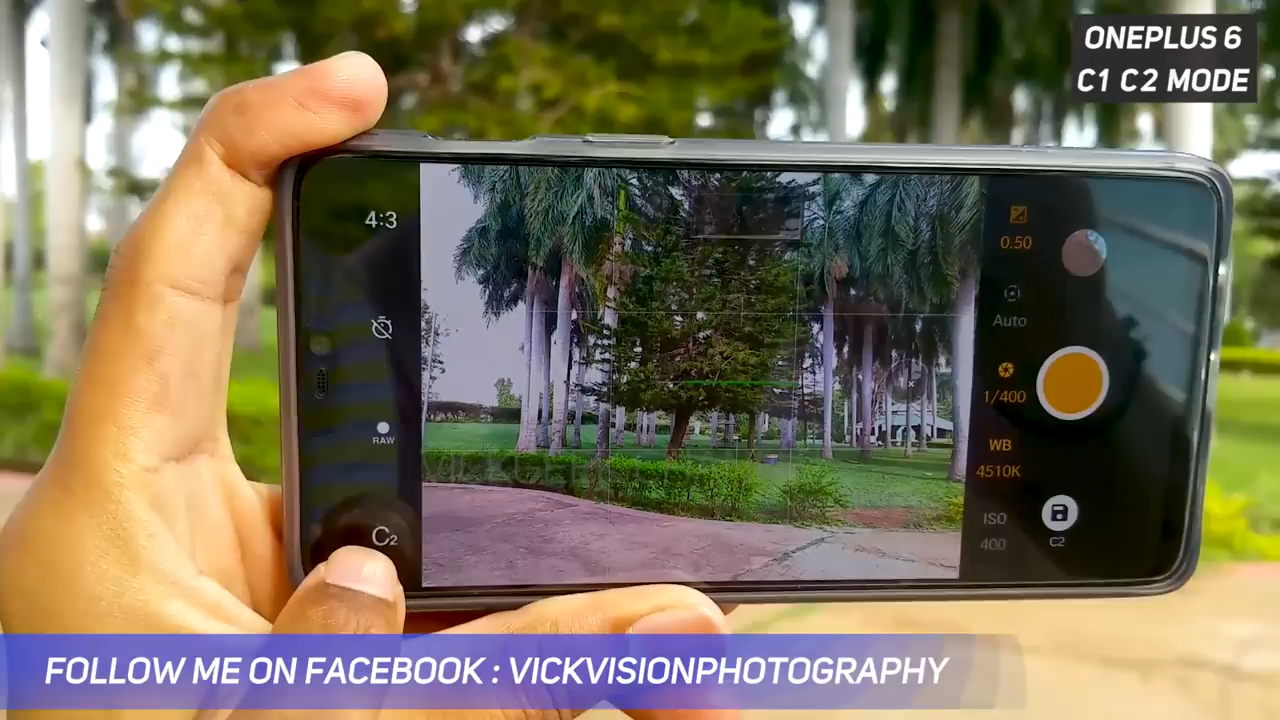 ONEPLUS 6
C1 C2 MODE
4:3
RAW
C2
0.50
Auto
1/400
WB
4510K
ISO
400
C2
FOLLOW ME ON FACEBOOK : VICKVISIONPHOTOGRAPHY